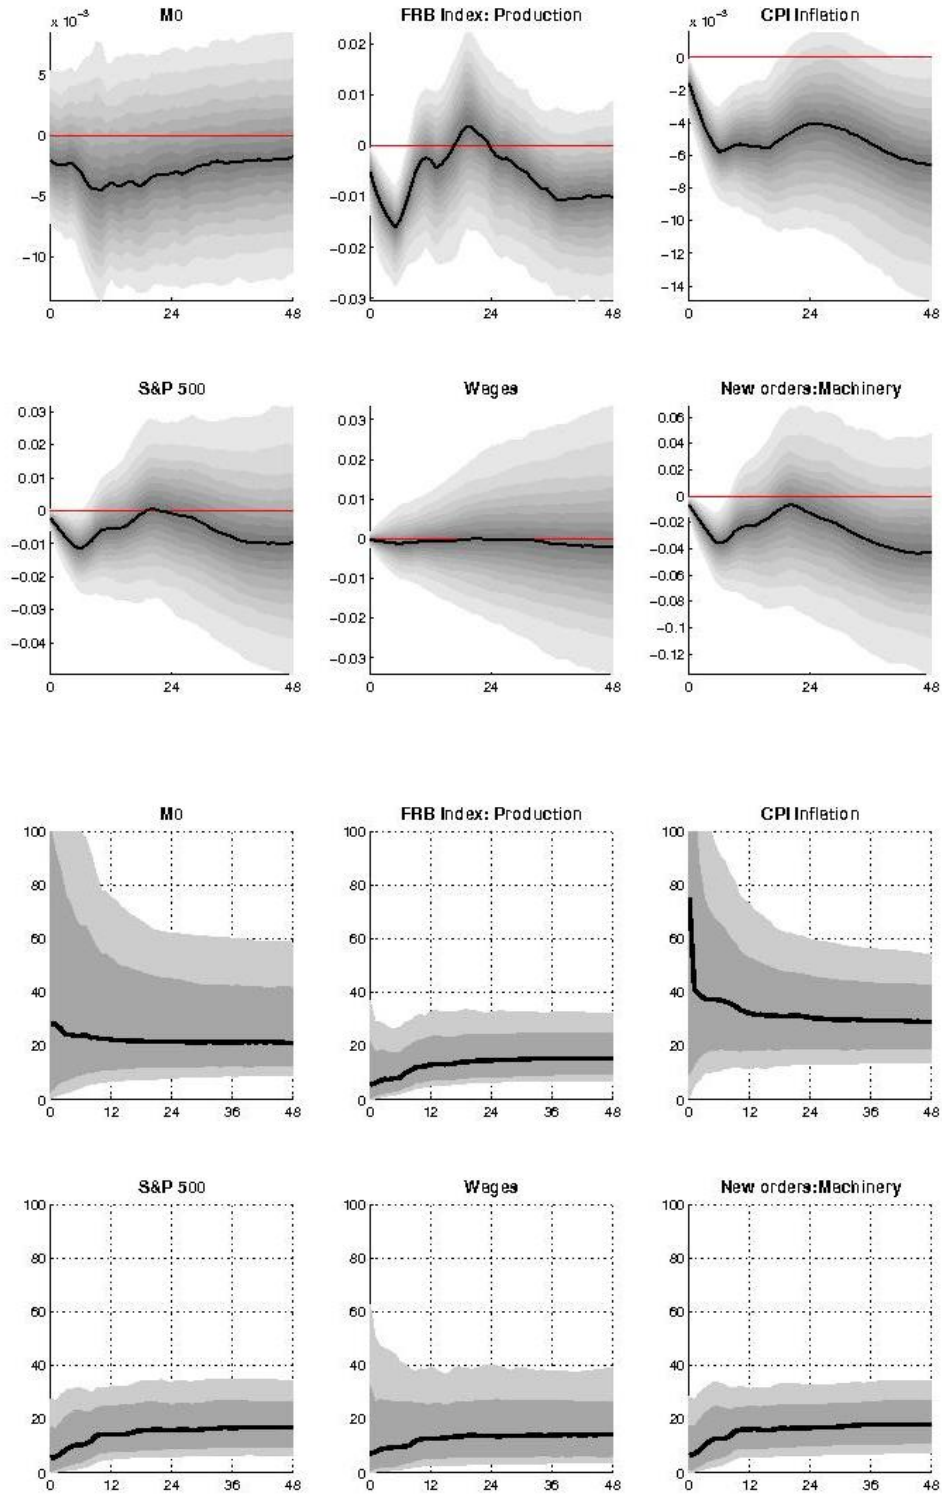 M0 FRB Index: Production CPI Inflation
x 10⁻³ x 10⁻³
5 0 −5 −10
0.02 0.01 0 −0.01 −0.02 −0.03
0 −2 −4 −6 −8 −10 −12 −14
0 24 48 0 24 48 0 24 48
S&P 500 Wages New orders:Machinery
0.03 0.02 0.01 0 −0.01 −0.02 −0.03 −0.04
0.03 0.02 0.01 0 −0.01 −0.02 −0.03
0.06 0.04 0.02 0 −0.02 −0.04 −0.06 −0.08 −0.1 −0.12
0 24 48 0 24 48 0 24 48
M0 FRB Index: Production CPI Inflation
100 80 60 40 20 0
100 80 60 40 20 0
100 80 60 40 20 0
0 12 24 36 48 0 12 24 36 48 0 12 24 36 48
S&P 500 Wages New orders:Machinery
100 80 60 40 20 0
100 80 60 40 20 0
100 80 60 40 20 0
0 12 24 36 48 0 12 24 36 48 0 12 24 36 48